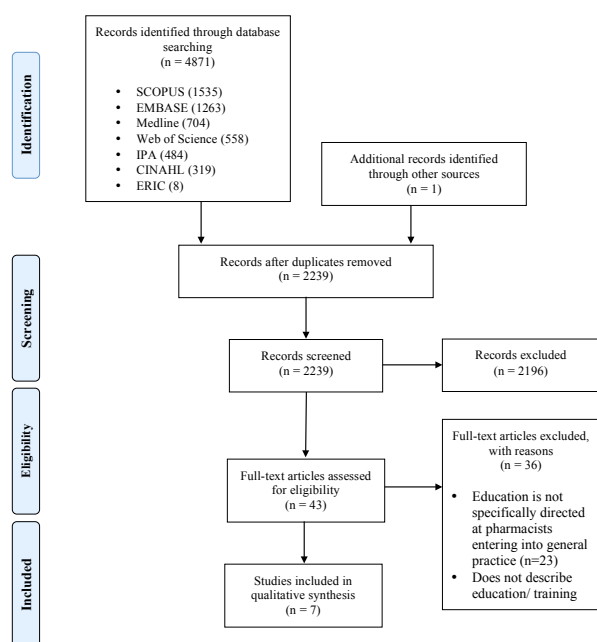 Identification
Records identified through database
searching
(n = 4871)
• SCOPUS (1535)
• EMBASE (1263)
• Medline (704)
• Web of Science (558)
• IPA (484)
• CINAHL (319)
• ERIC (8)
Additional records identified
through other sources
(n = 1)
Screening
Records after duplicates removed
(n = 2239)
Records screened
(n = 2239)
Records excluded
(n = 2196)
Eligibility
Full-text articles assessed
for eligibility
(n = 43)
Full-text articles excluded,
with reasons
(n = 36)
• Education is not
specifically directed
at pharmacists
entering into general
practice (n=23)
• Does not describe
education/ training
Included
Studies included in
qualitative synthesis
(n = 7)